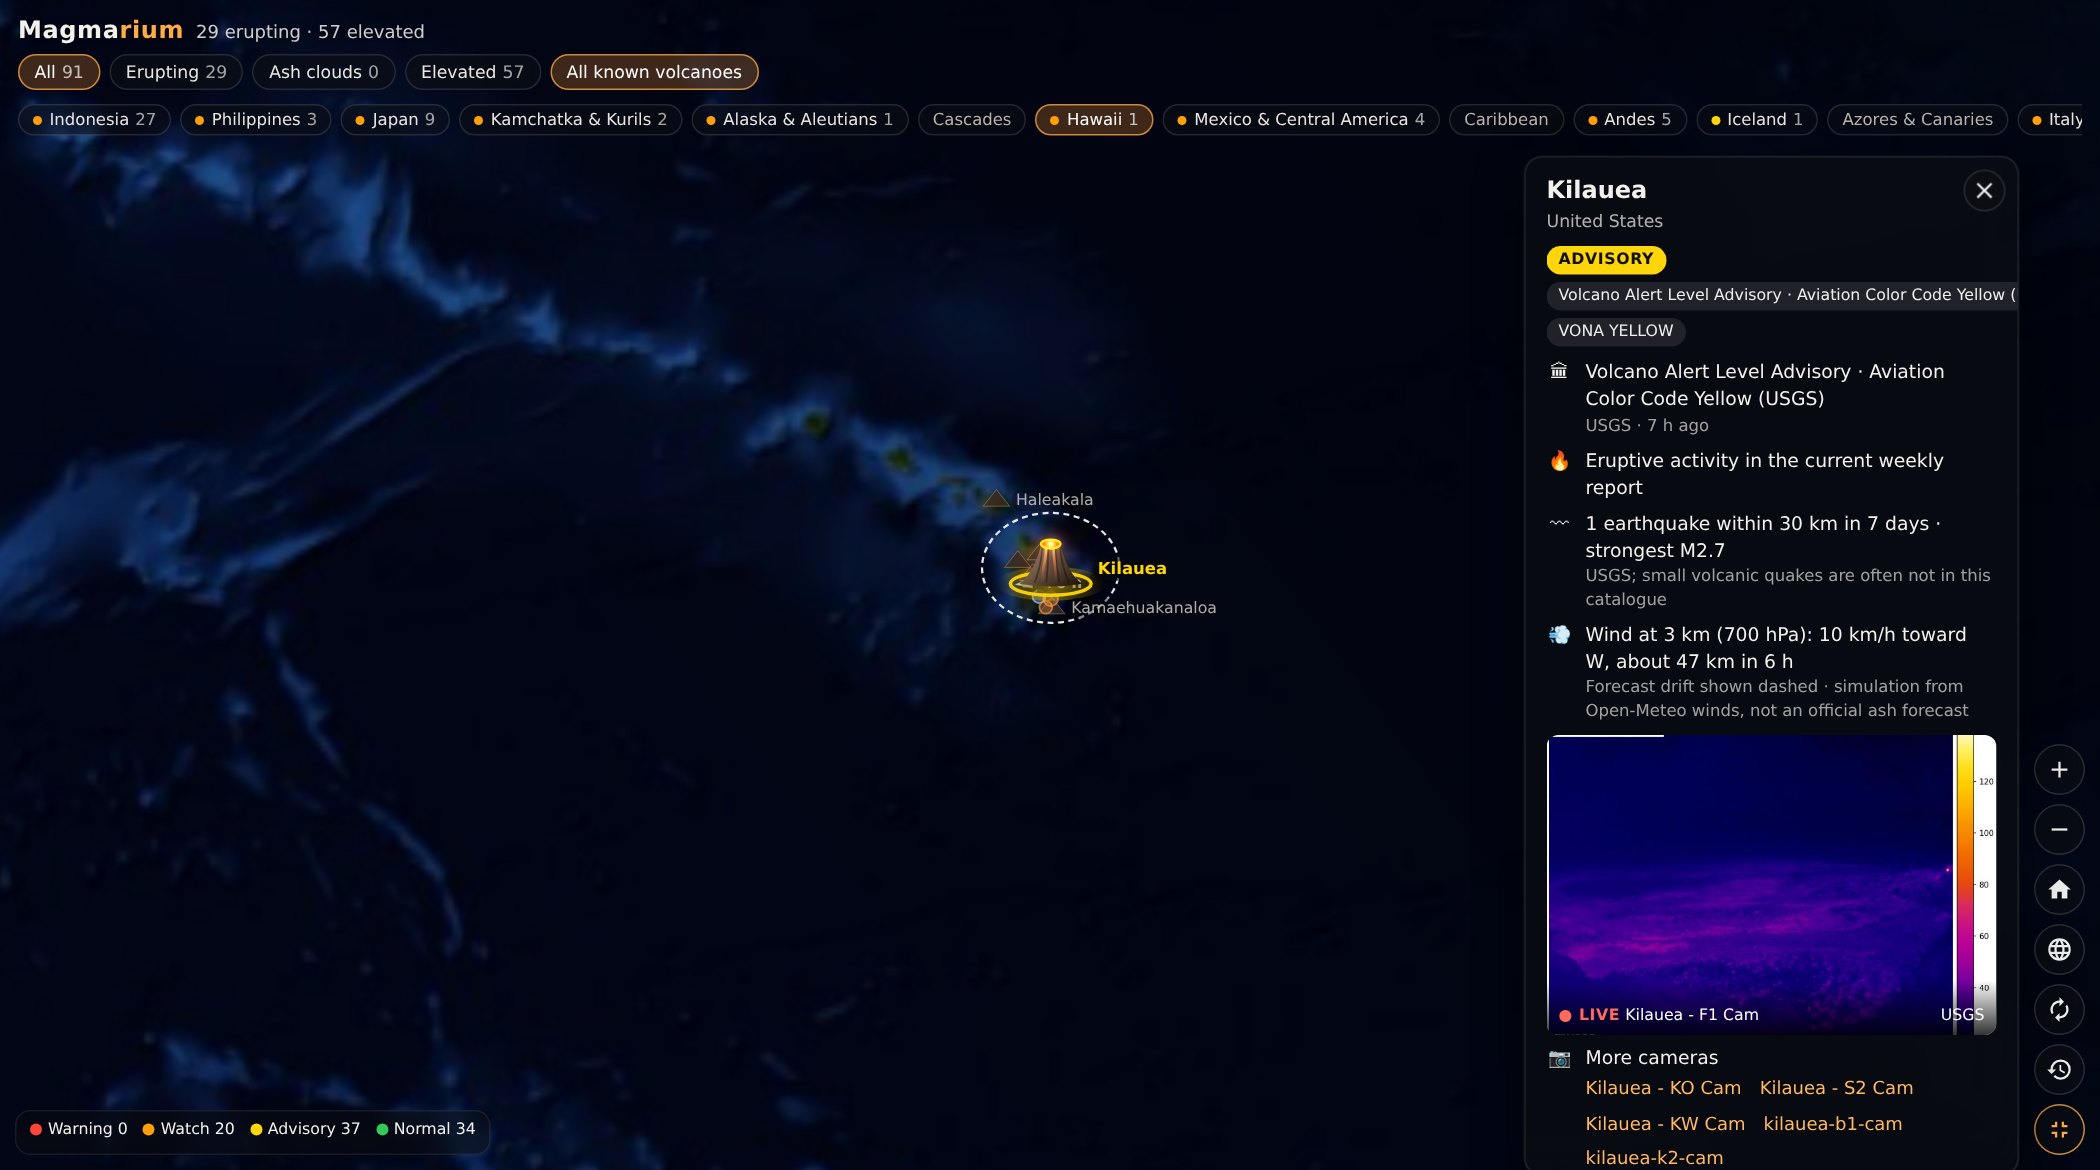 Magmarium 29 erupting · 57 elevated
All 91 Erupting 29 Ash clouds 0 Elevated 57 All known volcanoes
Indonesia 27 Philippines 3 Japan 9 Kamchatka & Kurils 2 Alaska & Aleutians 1 Cascades Hawaii 1 Mexico & Central America 4 Caribbean Andes 5 Iceland 1 Azores & Canaries Italy
Haleakala
Kilauea
Kamaehuakanaloa
Kilauea
United States
ADVISORY
Volcano Alert Level Advisory · Aviation Color Code Yellow (
VONA YELLOW
Volcano Alert Level Advisory · Aviation
Color Code Yellow (USGS)
USGS · 7 h ago
Eruptive activity in the current weekly
report
1 earthquake within 30 km in 7 days ·
strongest M2.7
USGS; small volcanic quakes are often not in this
catalogue
Wind at 3 km (700 hPa): 10 km/h toward
W, about 47 km in 6 h
Forecast drift shown dashed · simulation from
Open-Meteo winds, not an official ash forecast
120
100
80
60
40
LIVE Kilauea - F1 Cam USGS
More cameras
Kilauea - KO Cam Kilauea - S2 Cam
Kilauea - KW Cam kilauea-b1-cam
kilauea-k2-cam
Warning 0 Watch 20 Advisory 37 Normal 34